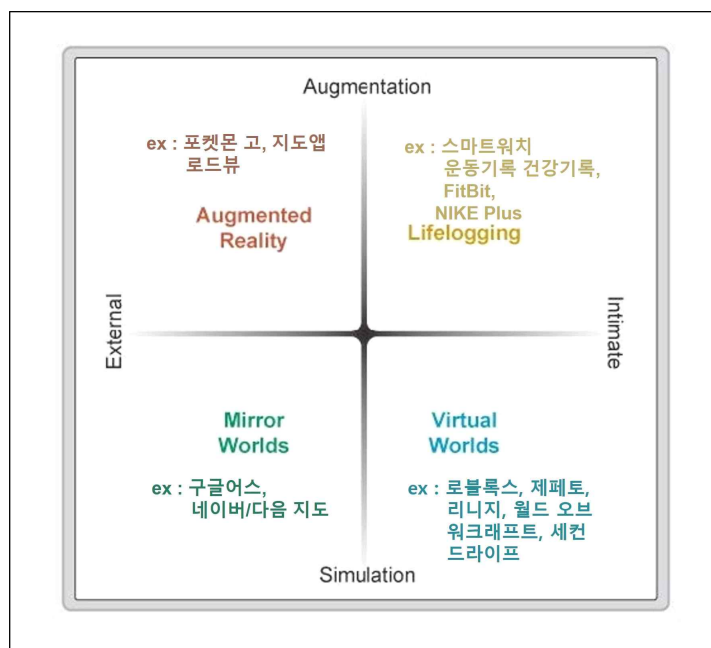 Augmentation
ex : 포켓몬 고, 지도앱
로드뷰
Augmented
Reality
ex : 스마트워치
운동기록 건강기록,
FitBit,
NIKE Plus
Lifelogging
External
Intimate
Mirror
Worlds
ex : 구글어스,
네이버/다음 지도
Virtual
Worlds
ex : 로블록스, 제페토,
리니지, 월드 오브
워크래프트, 세컨
드라이프
Simulation